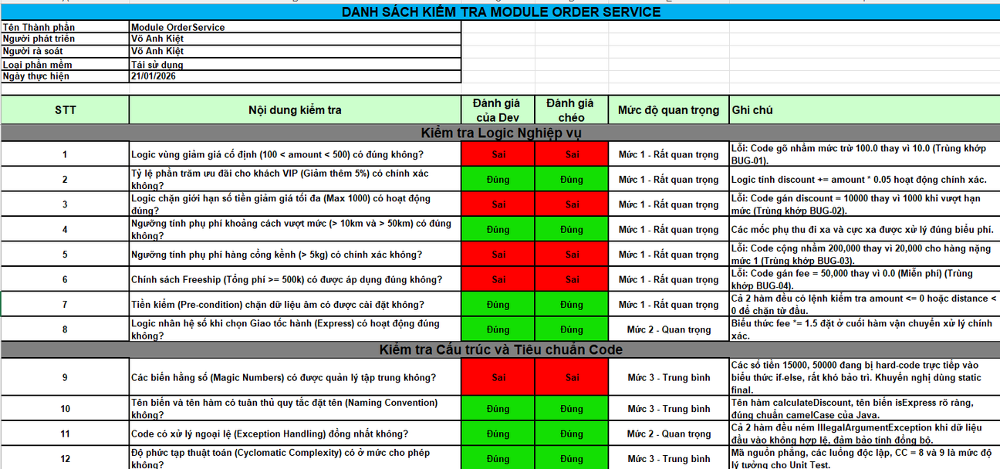 DANH SÁCH KIỂM TRA MODULE ORDER SERVICE
Tên Thành phần Module OrderService
Người phát triển Võ Anh Kiệt
Người rà soát Võ Anh Kiệt
Loại phần mềm Tái sử dụng
Ngày thực hiện 21/01/2026
STT Nội dung kiểm tra Đánh giá của Dev Đánh giá chéo Mức độ quan trọng Ghi chú
Kiểm tra Logic Nghiệp vụ
1 Logic vùng giảm giá cố định (100 < amount < 500) có đúng không? Sai Sai Mức 1 - Rất quan trọng Lỗi: Code gõ nhầm mức trừ 100.0 thay vì 10.0 (Trùng khớp BUG-01).
2 Tỷ lệ phần trăm ưu đãi cho khách VIP (Giảm thêm 5%) có chính xác không? Đúng Đúng Mức 1 - Rất quan trọng Logic tính discount += amount * 0.05 hoạt động chính xác.
3 Logic chặn giới hạn số tiền giảm giá tối đa (Max 1000) có hoạt động đúng? Sai Sai Mức 1 - Rất quan trọng Lỗi: Code gán discount = 10000 thay vì 1000 khi vượt hạn mức (Trùng khớp BUG-02).
4 Ngưỡng tính phụ phí khoảng cách vượt mức (> 10km và > 50km) có đúng không? Đúng Đúng Mức 1 - Rất quan trọng Các mốc phụ thu đi xa và cực xa được xử lý đúng biểu phí.
5 Ngưỡng tính phụ phí hàng cồng kềnh (> 5kg) có chính xác không? Sai Sai Mức 1 - Rất quan trọng Lỗi: Code cộng nhầm 200,000 thay vì 20,000 cho hàng nặng mức 1 (Trùng khớp BUG-03).
6 Chính sách Freeship (Tổng phí >= 500k) có được áp dụng đúng không? Sai Sai Mức 1 - Rất quan trọng Lỗi: Code gán fee = 50,000 thay vì 0.0 (Miễn phí) (Trùng khớp BUG-04).
7 Tiền kiểm (Pre-condition) chặn dữ liệu âm có được cài đặt không? Đúng Đúng Mức 1 - Rất quan trọng Cả 2 hàm đều có lệnh kiểm tra amount <= 0 hoặc distance < 0 để chặn từ đầu.
8 Logic nhân hệ số khi chọn Giao tốc hành (Express) có hoạt động đúng không? Đúng Đúng Mức 2 - Quan trọng Biểu thức fee *= 1.5 đặt ở cuối hàm vận chuyển xử lý chính xác.
Kiểm tra Cấu trúc và Tiêu chuẩn Code
9 Các biến hằng số (Magic Numbers) có được quản lý tập trung không? Sai Sai Mức 3 - Trung bình Các số tiền 15000, 50000 đang bị hard-code trực tiếp vào biểu thức if-else, rất khó bảo trì. Khuyến nghị dùng static final.
10 Tên biến và tên hàm có tuân thủ quy tắc đặt tên (Naming Convention) không? Đúng Đúng Mức 3 - Trung bình Tên hàm calculateDiscount, tên biến isExpress rõ ràng, đúng chuẩn camelCase của Java.
11 Code có xử lý ngoại lệ (Exception Handling) đồng nhất không? Đúng Đúng Mức 2 - Quan trọng Cả 2 hàm đều ném IllegalArgumentException khi dữ liệu đầu vào không hợp lệ, đảm bảo tính đồng bộ.
12 Độ phức tạp thuật toán (Cyclomatic Complexity) có ở mức cho phép không? Đúng Đúng Mức 3 - Trung bình Mã nguồn phẳng, các luồng độc lập, CC = 8 và 9 là mức độ lý tưởng cho Unit Test.